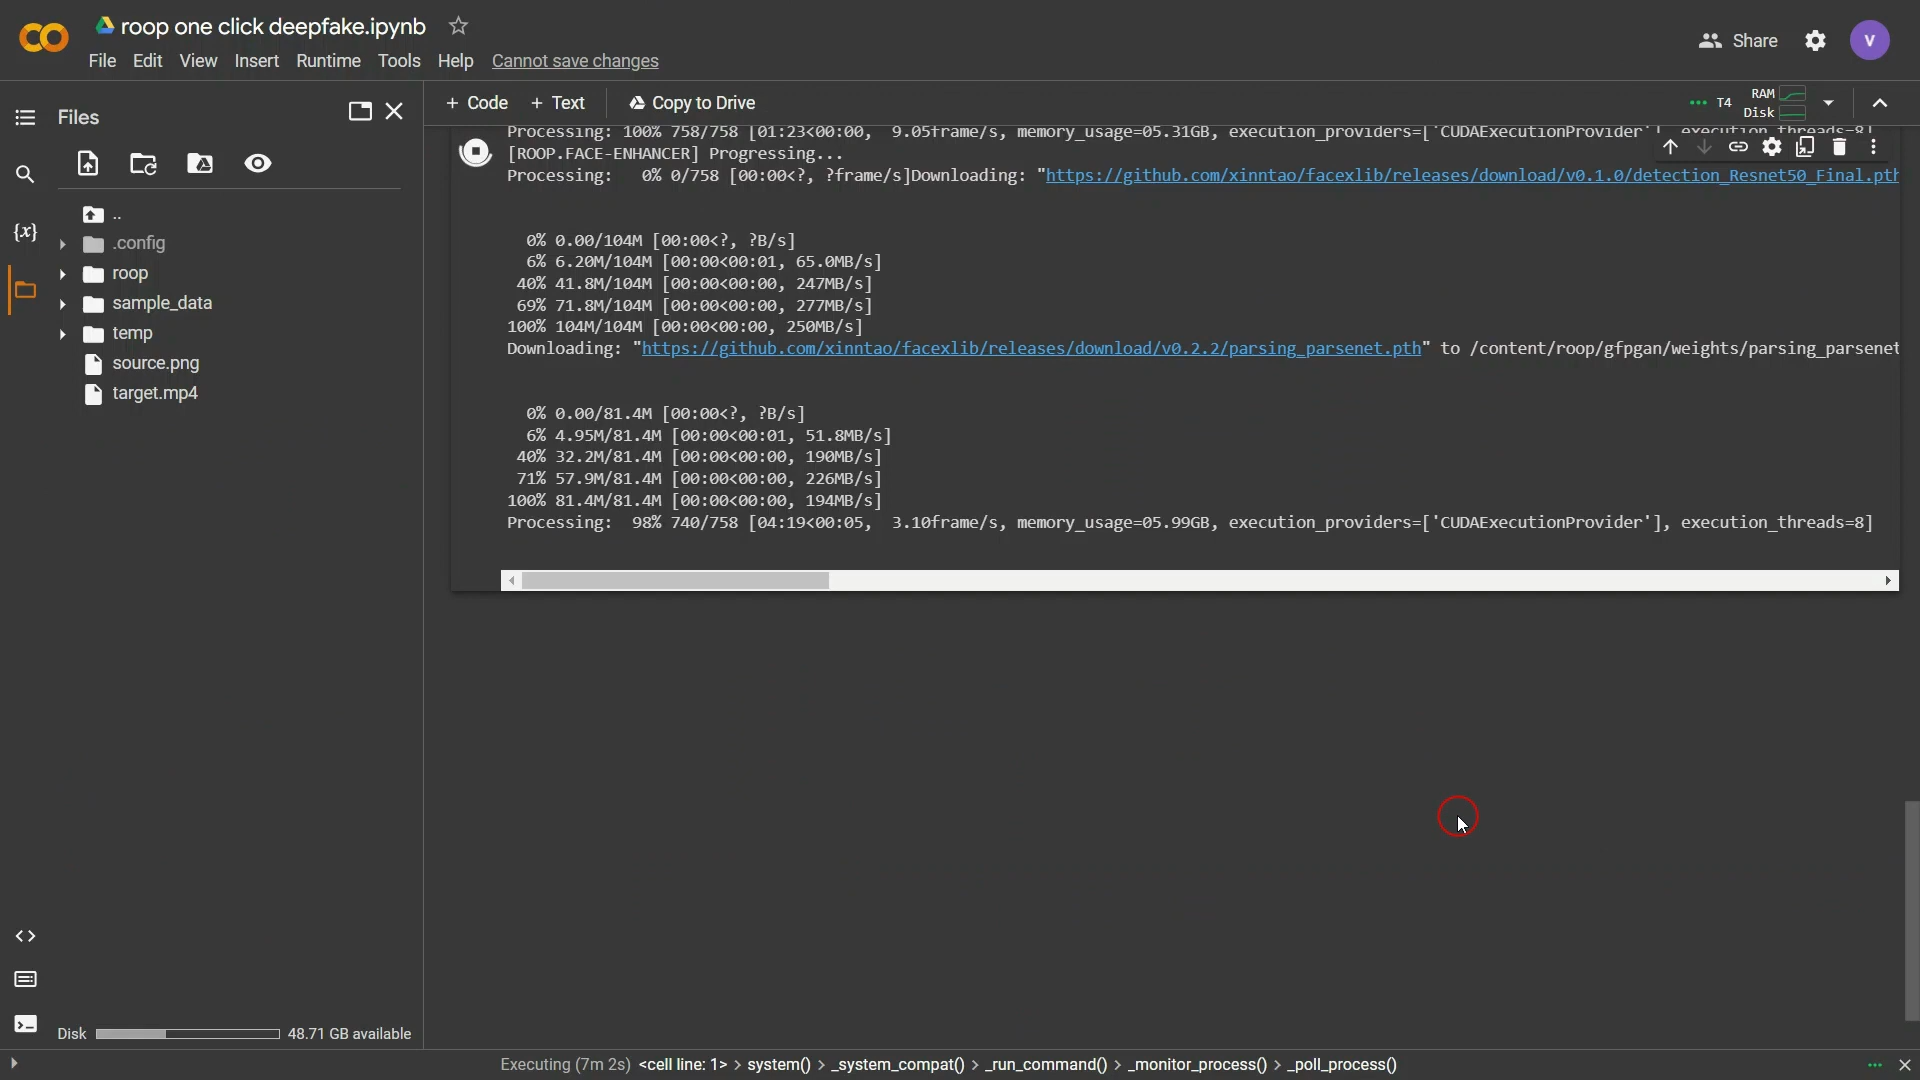 roop one click deepfake.ipynb
File Edit View Insert Runtime Tools Help Cannot save changes
Share
V
Files
+ Code + Text Copy to Drive
T4 RAM
Disk
{x}
..
.config
roop
sample_data
temp
source.png
target.mp4
Processing: 100% 758/758 [01:23<00:00, 9.05frame/s, memory_usage=05.31GB, execution_providers=['CUDAExecutionProvider'], execution_threads=8]
[ROOP.FACE-ENHANCER] Progressing...
Processing: 0% 0/758 [00:00<?, ?frame/s]Downloading: "https://github.com/xinntao/facexlib/releases/download/v0.1.0/detection_Resnet50_Final.pth
0% 0.00/104M [00:00<?, ?B/s]
6% 6.20M/104M [00:00<00:01, 65.0MB/s]
40% 41.8M/104M [00:00<00:00, 247MB/s]
69% 71.8M/104M [00:00<00:00, 277MB/s]
100% 104M/104M [00:00<00:00, 250MB/s]
Downloading: "https://github.com/xinntao/facexlib/releases/download/v0.2.2/parsing_parsenet.pth" to /content/roop/gfpgan/weights/parsing_parsenet
0% 0.00/81.4M [00:00<?, ?B/s]
6% 4.95M/81.4M [00:00<00:01, 51.8MB/s]
40% 32.2M/81.4M [00:00<00:00, 190MB/s]
71% 57.9M/81.4M [00:00<00:00, 226MB/s]
100% 81.4M/81.4M [00:00<00:00, 194MB/s]
Processing: 98% 740/758 [04:19<00:05, 3.10frame/s, memory_usage=05.99GB, execution_providers=['CUDAExecutionProvider'], execution_threads=8]
Disk 48.71 GB available
Executing (7m 2s) <cell line: 1> > system() > _system_compat() > _run_command() > _monitor_process() > _poll_process()